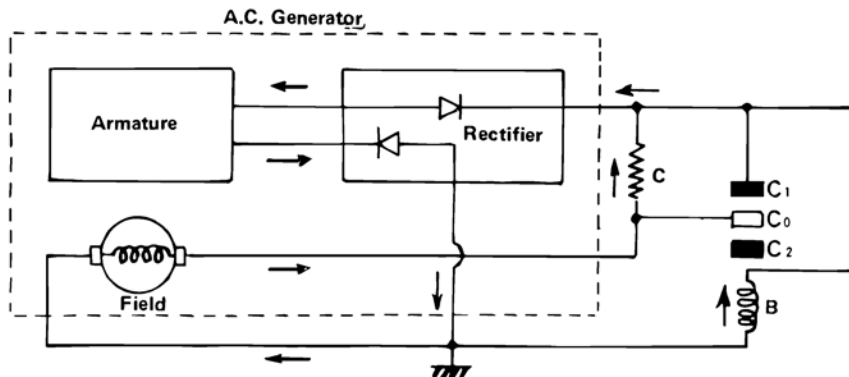 A.C. Generator
Armature
Rectifier
C
C1
C0
C2
Field
B